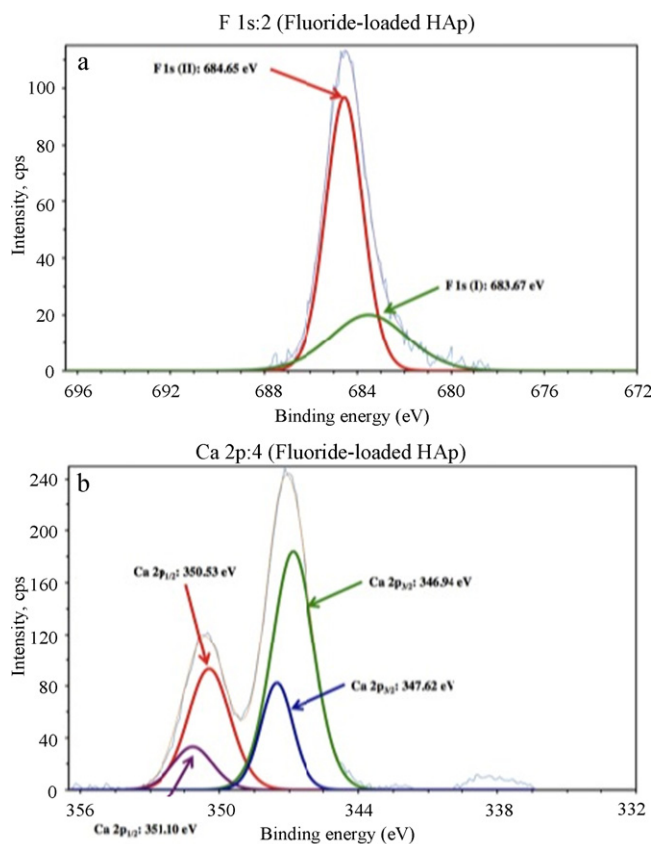 F 1s:2 (Fluoride-loaded HAp)
a
F 1s (II): 684.65 eV
F 1s (I): 683.67 eV
Intensity, cps
100
80
60
40
20
0
696 692 688 684 680 676 672
Binding energy (eV)
Ca 2p:4 (Fluoride-loaded HAp)
b
Ca 2p1/2: 350.53 eV
Ca 2p3/2: 346.94 eV
Ca 2p3/2: 347.62 eV
Ca 2p1/2: 351.10 eV
Intensity, cps
240
160
120
80
40
0
356 350 344 338 332
Binding energy (eV)